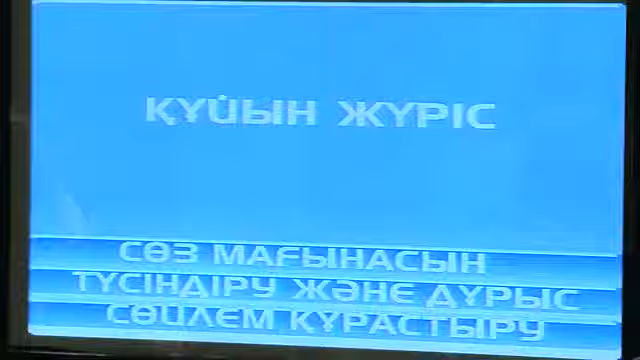 ҚҰЙЫН ЖҮРІС
СӨЗ МАҒЫНАСЫН
ТҮСІНДІРУ ЖӘНЕ ДҰРЫС
СӨЙЛЕМ ҚҰРАСТЫРУ